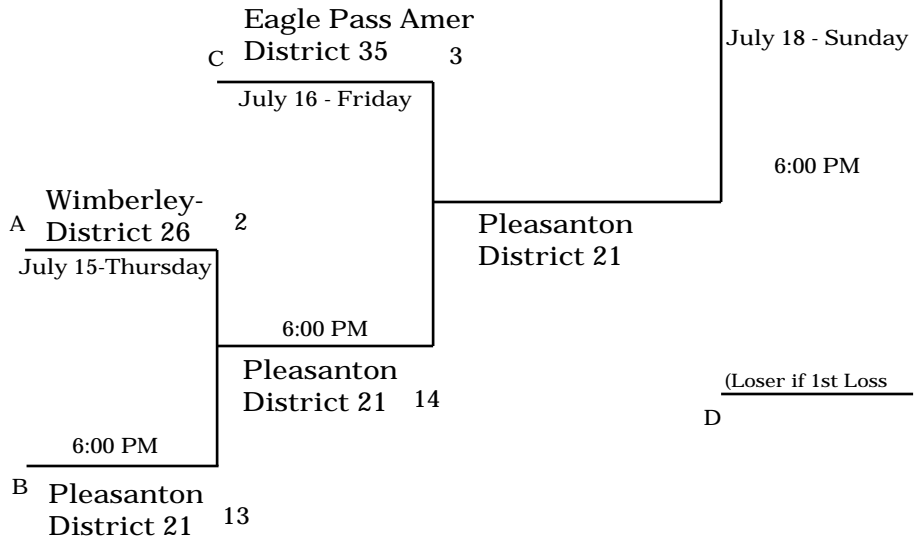 Eagle Pass Amer
District 35
3
C
July 16 - Friday
July 18 - Sunday
6:00 PM
Wimberley-
District 26
2
A
July 15-Thursday
Pleasanton
District 21
6:00 PM
Pleasanton
District 21
14
(Loser if 1st Loss
D
6:00 PM
B
Pleasanton
District 21
13